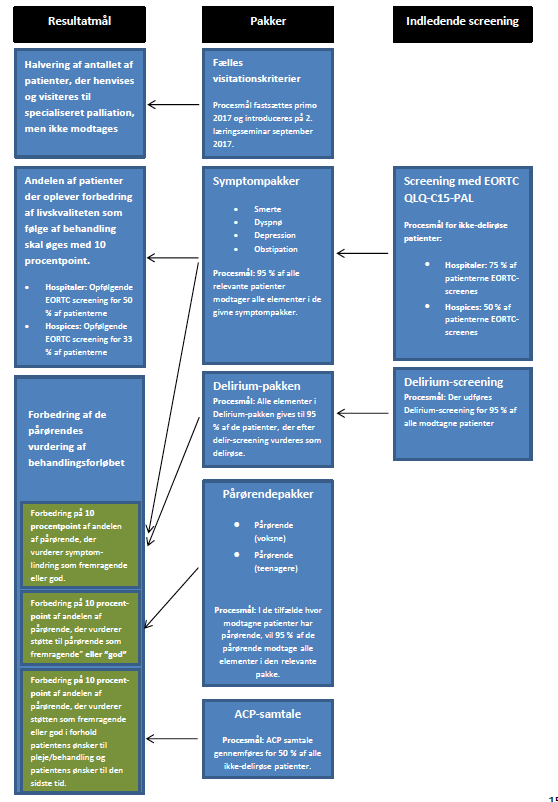 Resultatmål
Halvering af antallet af
patienter, der henvises
og visiteres til
specialiseret palliation,
men ikke modtages
Andelen af patienter
der oplever forbedring
af livskvaliteten som
følge af behandling
skal øges med 10
procentpoint.
• Hospitaler: Opfølgende
EORTC screening for 50
% af patienterne
• Hospices: Opfølgende
EORTC screening for 33
% af patienterne
Forbedring af de
pårørendes
vurdering af
behandlingsforløbet
Forbedring på 10
procentpoint af andelen
af pårørende, der
vurderer symptom-
lindring som fremragende
eller god.
Forbedring på 10 procent-
point af andelen af
pårørende, der vurderer
støtte til pårørende som
fremragende" eller "god"
Forbedring på 10 procent-
point af andelen af
pårørende, der vurderer
støtten som fremragende
eller god i forhold
patientens ønsker til
pleje/behandling og
patientens ønsker til den
sidste tid.
Pakker
Fælles
visitationskriterier
Procesmål fastsættes primo
2017 og introduceres på 2.
læringsseminar september
2017.
Symptompakker
• Smerte
• Dyspnø
• Depression
• Obstipation
Procesmål: 95 % af alle
relevante patienter
modtager alle elementer i de
givne symptompakker.
Delirium-pakken
Procesmål: Alle elementer i
Delirium-pakken gives til 95
% af de patienter, der efter
delir-screening vurderes som
delirøse.
Pårørendepakker
• Pårørende
(voksne)
• Pårørende
(teenagere)
Procesmål: I de tilfælde hvor
modtagne patienter har
pårørende, vil 95 % af de
pårørende modtage alle
elementer i den relevante
pakke.
ACP-samtale
Procesmål: ACP samtale
gennemføres for 50 % af alle
ikke-delirøse patienter.
Indledende screening
Screening med EORTC
QLQ-C15-PAL
Procesmål for ikke-delirøse
patienter:
• Hospitaler: 75 % af
patienterne EORTC-
screenes
• Hospices: 50 % af
patienterne EORTC-
screenes
Delirium-screening
Procesmål: Der udføres
Delirium-screening for 95 % af
alle modtagne patienter